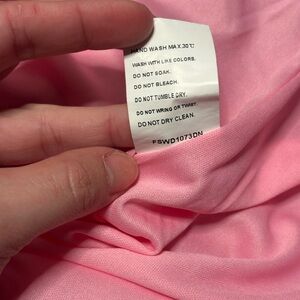 HAND WASH MAX.30℃
WASH WITH LIKE COLORS.
DO NOT SOAK.
DO NOT BLEACH.
DO NOT TUMBLE DRY.
DO NOT WRING OR TWIST.
DO NOT DRY CLEAN.
FSWD1073DN